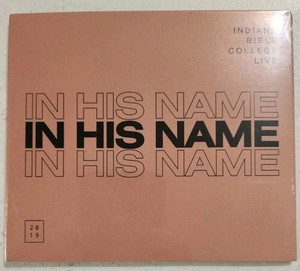 INDIANA
BIBLE
COLLEGE
LIVE
IN HIS NAME
IN HIS NAME
IN HIS NAME
20
19